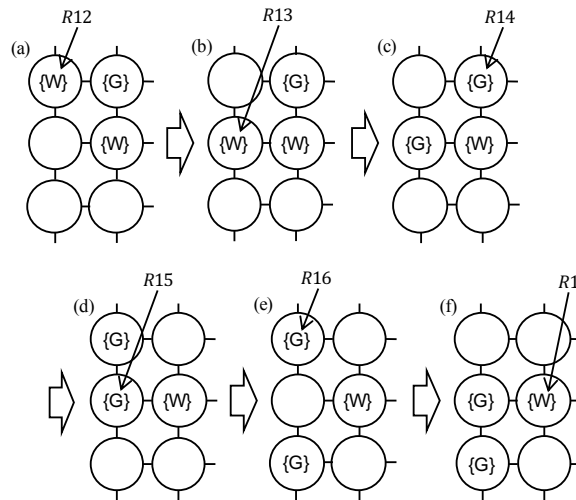 R12 R13 R14
(a) (b) (c)
{W} {G} {G} {G}
{W} {W} {W} {G} {W}
R15 R16 R1
(d) (e) (f)
{G} {G}
{G} {W} {W} {G} {W}
{G} {G}